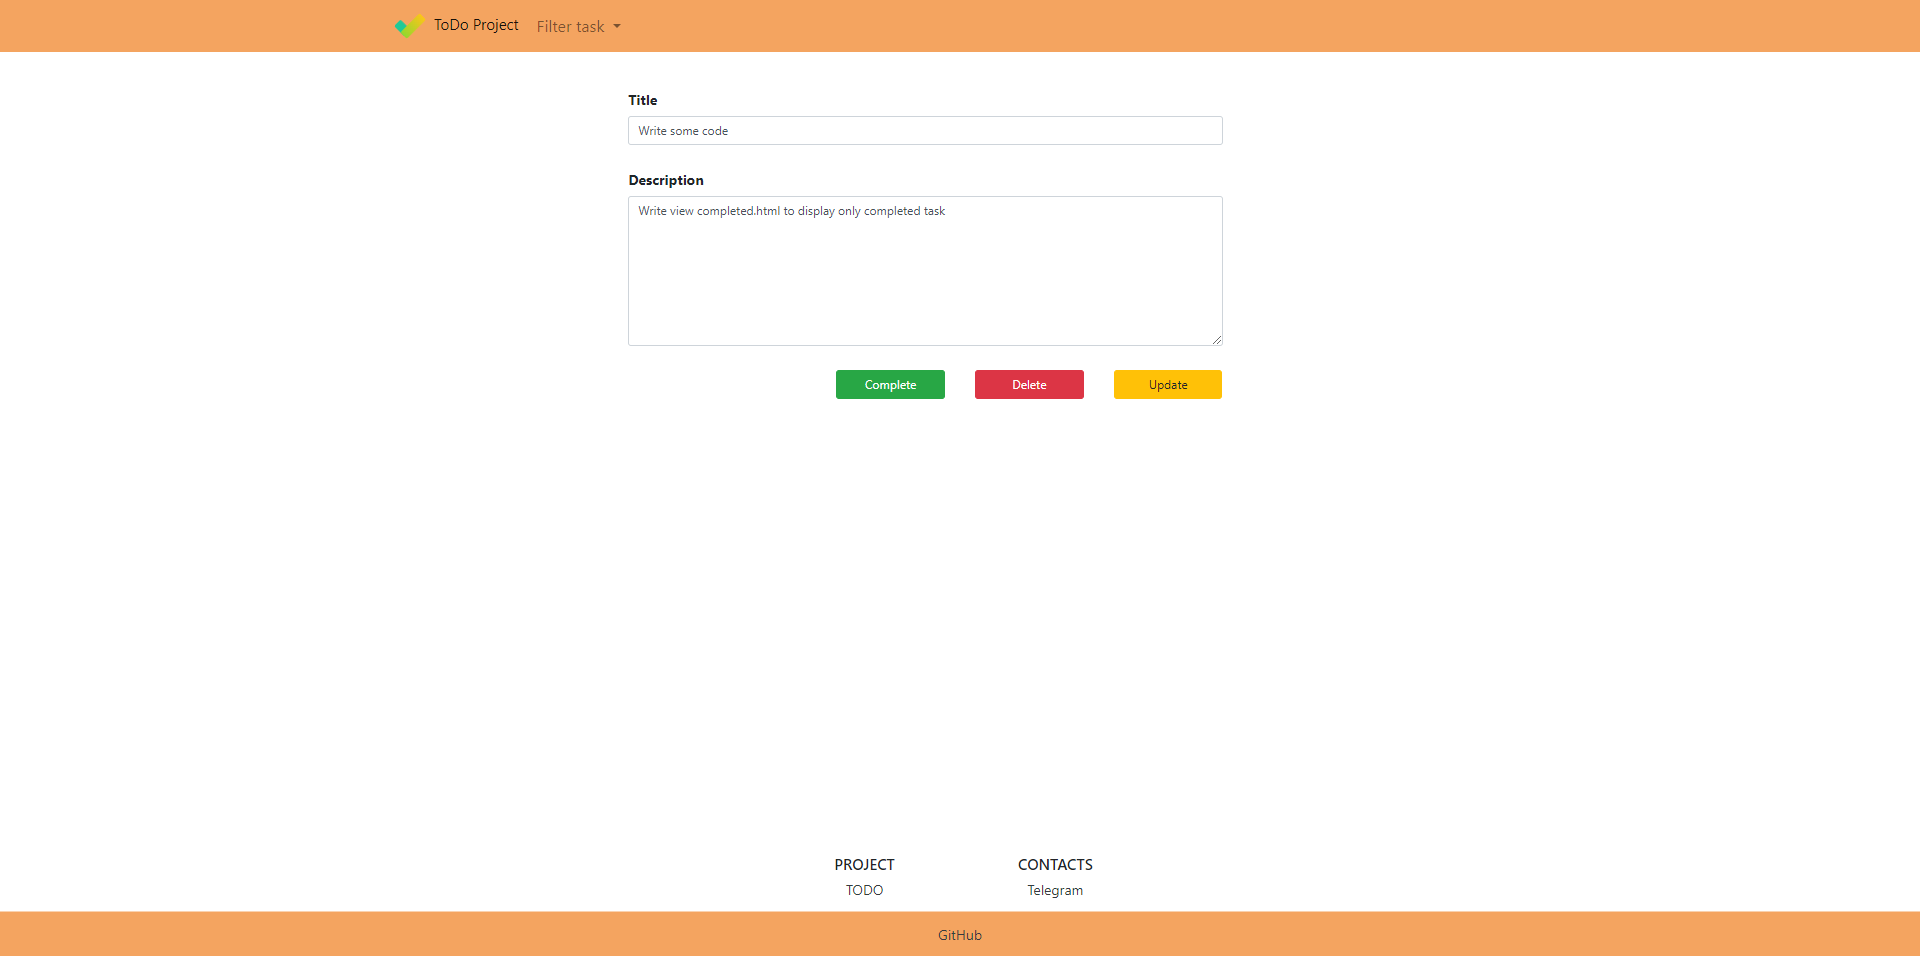 ToDo Project Filter task
Title
Write some code
Description
Write view completed.html to display only completed task
Complete Delete Update
PROJECT CONTACTS
TODO Telegram
GitHub